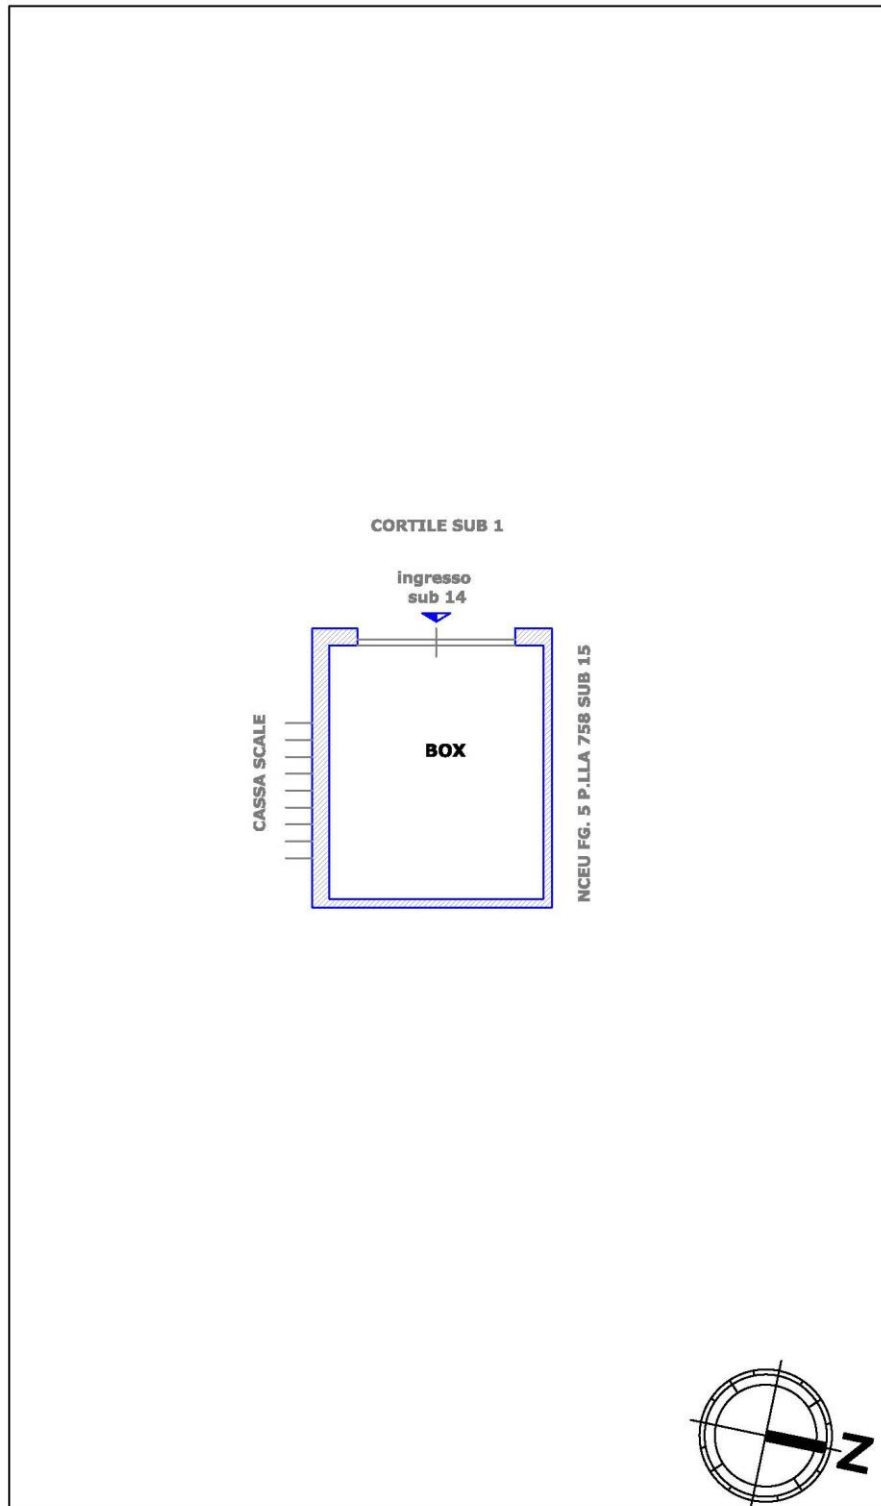 CORTILE SUB 1
ingresso
sub 14
CASSA SCALE
BOX
NCEU FG. 5 P.LLA 758 SUB 15
N